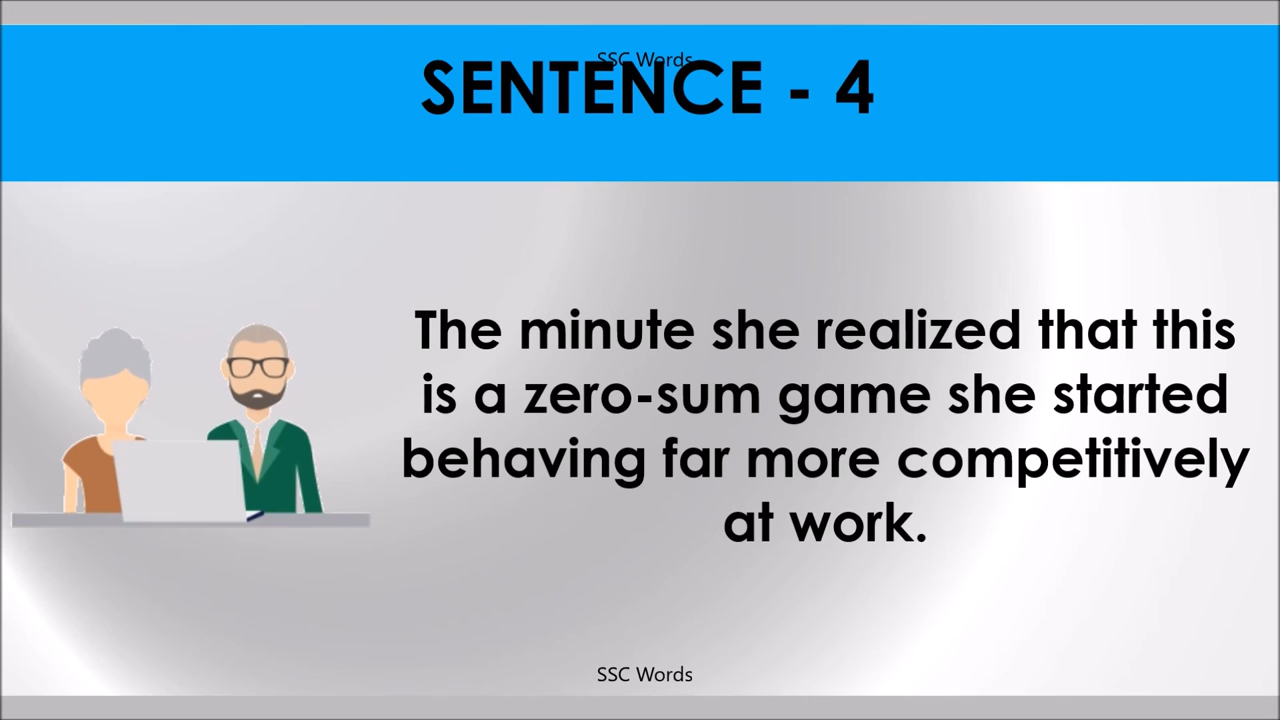 SSC Words
SENTENCE - 4
The minute she realized that this
is a zero-sum game she started
behaving far more competitively
at work.
SSC Words